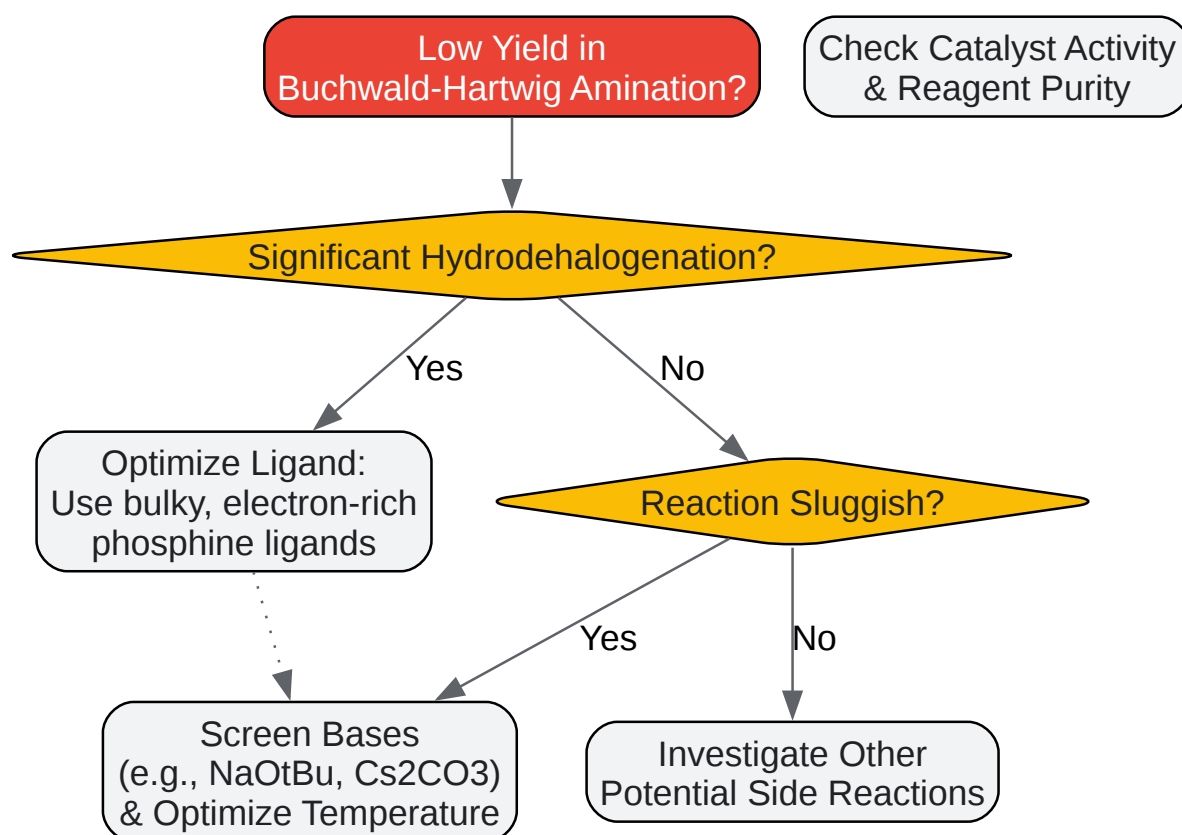 Low Yield in
Buchwald-Hartwig Amination?
Check Catalyst Activity
& Reagent Purity
Significant Hydrodehalogenation?
Yes
No
Optimize Ligand:
Use bulky, electron-rich
phosphine ligands
Reaction Sluggish?
Yes
No
Screen Bases
(e.g., NaOtBu, Cs2CO3)
& Optimize Temperature
Investigate Other
Potential Side Reactions